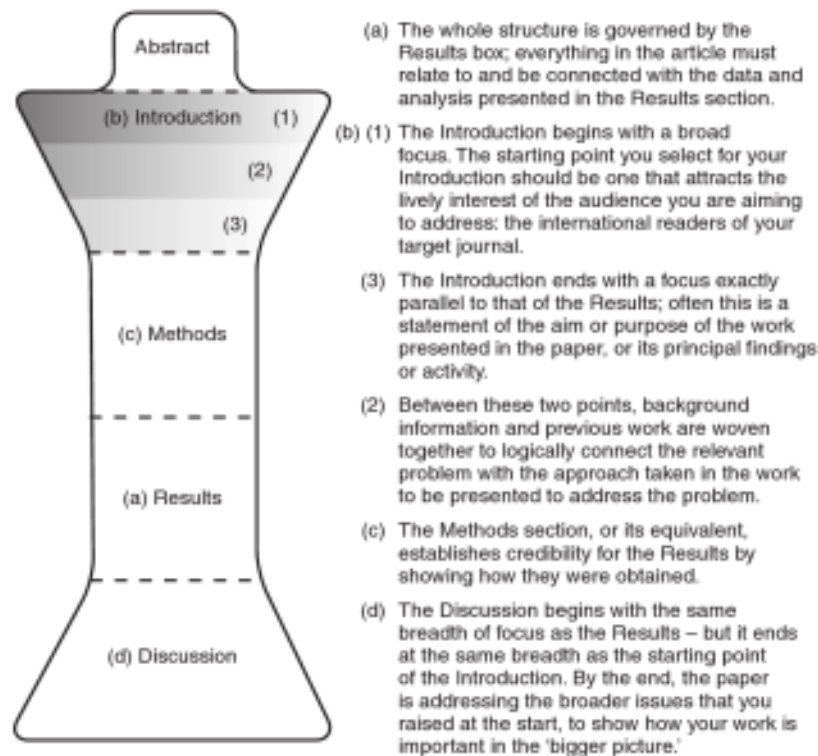 Abstract
(b) Introduction (1)
(2)
(3)
(c) Methods
(a) Results
(d) Discussion
(a) The whole structure is governed by the
Results box; everything in the article must
relate to and be connected with the data and
analysis presented in the Results section.
(b) (1) The Introduction begins with a broad
focus. The starting point you select for your
Introduction should be one that attracts the
lively interest of the audience you are aiming
to address: the international readers of your
target journal.
(3) The Introduction ends with a focus exactly
parallel to that of the Results; often this is a
statement of the aim or purpose of the work
presented in the paper, or its principal findings
or activity.
(2) Between these two points, background
information and previous work are woven
together to logically connect the relevant
problem with the approach taken in the work
to be presented to address the problem.
(c) The Methods section, or its equivalent,
establishes credibility for the Results by
showing how they were obtained.
(d) The Discussion begins with the same
breadth of focus as the Results – but it ends
at the same breadth as the starting point
of the Introduction. By the end, the paper
is addressing the broader issues that you
raised at the start, to show how your work is
important in the 'bigger picture.'